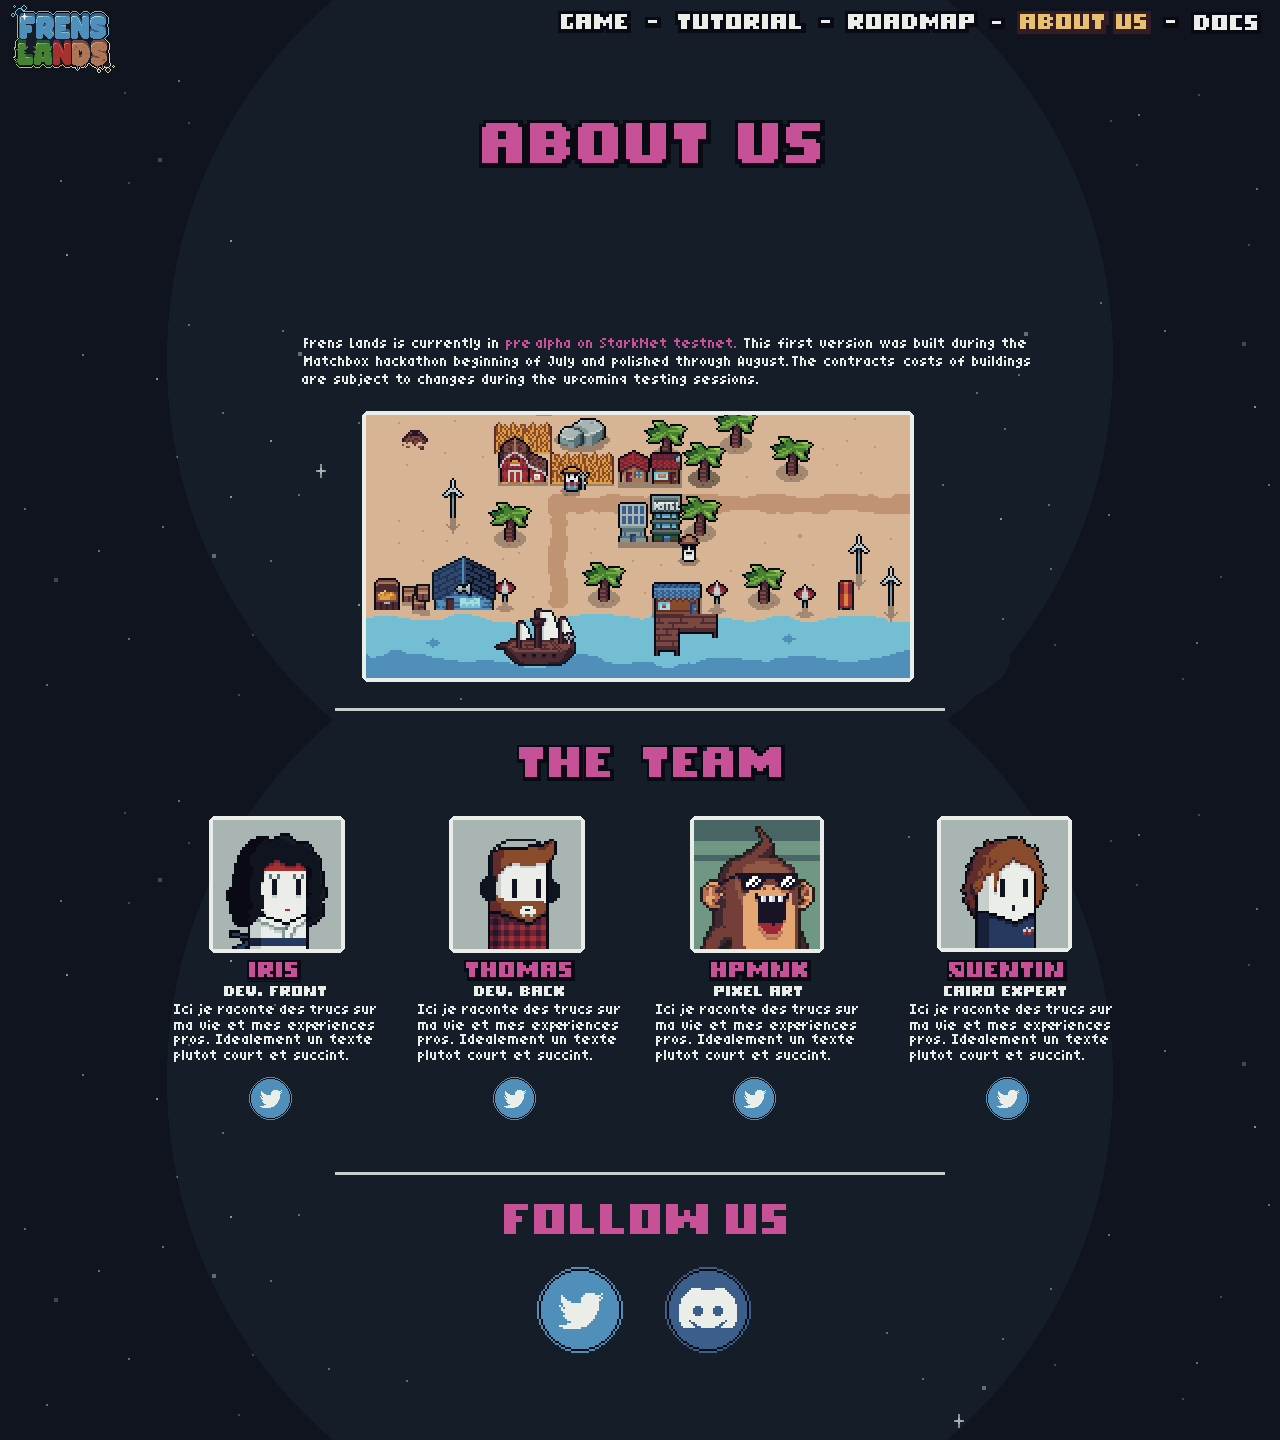 FRENS
LANDS
GAME - TUTORIAL - ROADMAP - ABOUT US - DOCS
ABOUT US
Frens Lands is currently in pre alpha on StarkNet testnet. This first version was built during the
Matchbox hackathon beginning of July and polished through August. The contracts costs of buildings
are subject to changes during the upcoming testing sessions.
HOTEL
THE TEAM
IRIS
DEV. FRONT
Ici je raconte des trucs sur
ma vie et mes experiences
pros. Idealement un texte
plutot court et succint.
THOMAS
DEV. BACK
Ici je raconte des trucs sur
ma vie et mes experiences
pros. Idealement un texte
plutot court et succint.
HPMNK
PIXEL ART
Ici je raconte des trucs sur
ma vie et mes experiences
pros. Idealement un texte
plutot court et succint.
QUENTIN
CAIRO EXPERT
Ici je raconte des trucs sur
ma vie et mes experiences
pros. Idealement un texte
plutot court et succint.
FOLLOW US